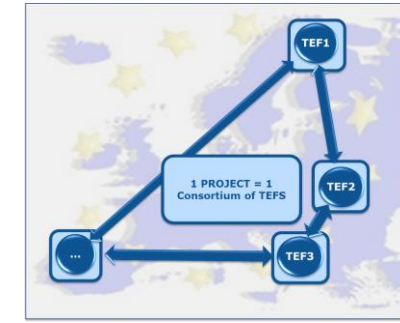 TEF1
1 PROJECT = 1
Consortium of TEFS
TEF2
...
TEF3